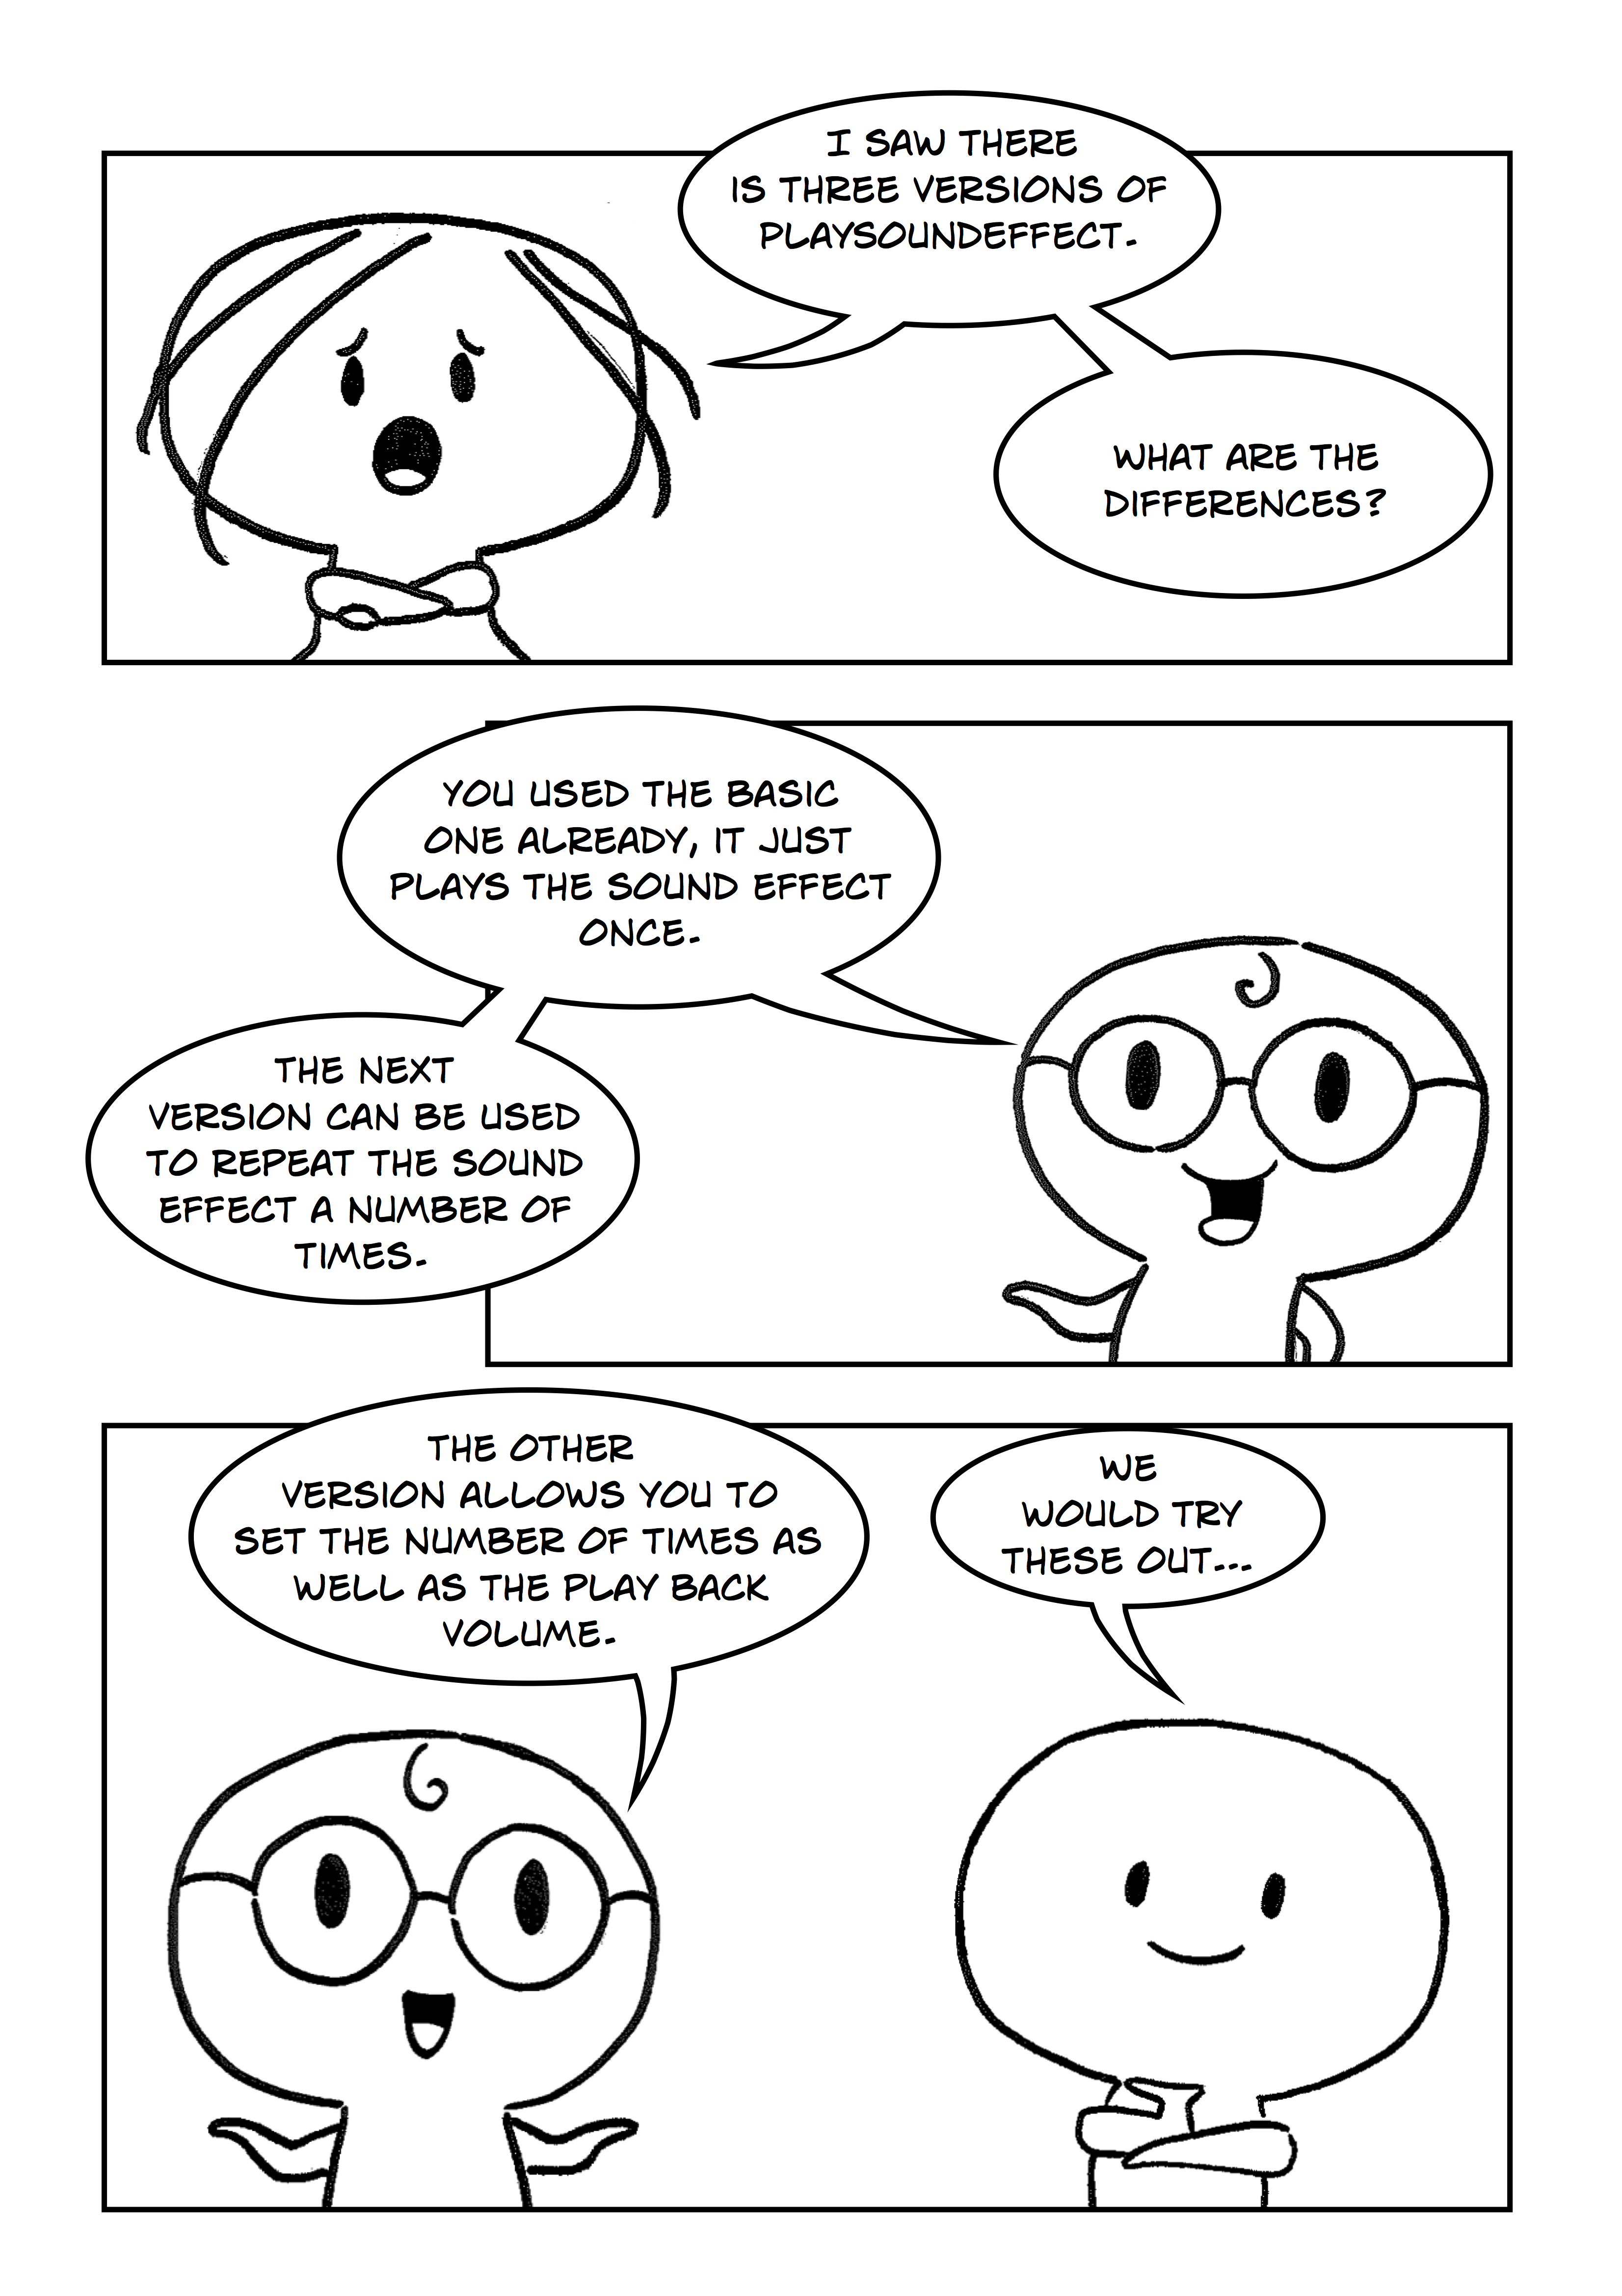 I SAW THERE
IS THREE VERSIONS OF
PLAYSOUNDEFFECT.
WHAT ARE THE
DIFFERENCES?
YOU USED THE BASIC
ONE ALREADY, IT JUST
PLAYS THE SOUND EFFECT
ONCE.
THE NEXT
VERSION CAN BE USED
TO REPEAT THE SOUND
EFFECT A NUMBER OF
TIMES.
THE OTHER
VERSION ALLOWS YOU TO
SET THE NUMBER OF TIMES AS
WELL AS THE PLAY BACK
VOLUME.
WE
WOULD TRY
THESE OUT...